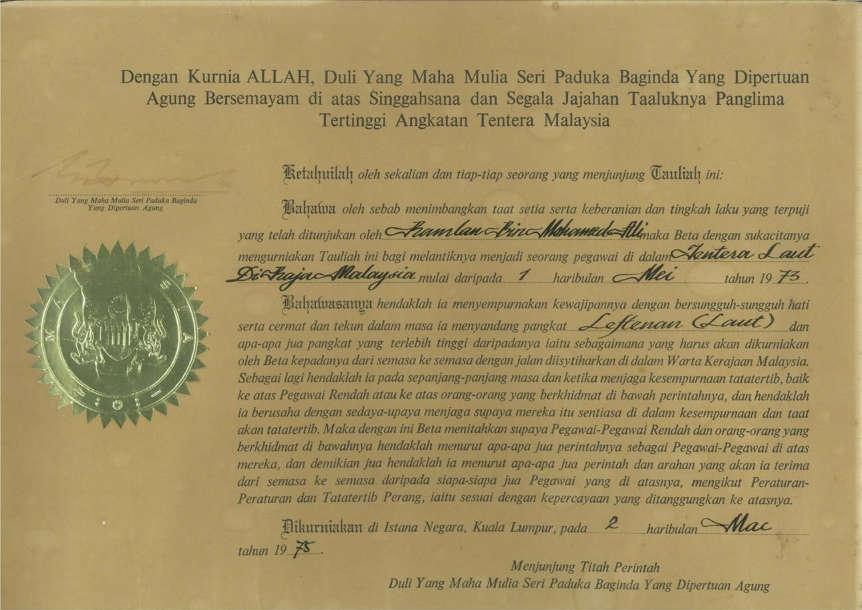 Dengan Kurnia ALLAH, Duli Yang Maha Mulia Seri Paduka Baginda Yang Dipertuan
Agung Bersemayam di atas Singgahsana dan Segala Jajahan Taaluknya Panglima
Tertinggi Angkatan Tentera Malaysia
Duli Yang Maha Mulia Seri Paduka Baginda
Yang Dipertuan Agung
Ketahuilah oleh sekalian dan tiap-tiap seorang yang menjunjung Tauliah ini:
Bahawa oleh sebab menimbangkan taat setia serta keberanian dan tingkah laku yang terpuji
yang telah ditunjukan oleh Ramlan Bin Mohamed Ali maka Beta dengan sukacitanya
mengurniakan Tauliah ini bagi melantiknya menjadi seorang pegawai di dalam Tentera Laut
Di-Raja Malaysia mulai daripada 1 haribulan Mei tahun 1973.
Bahawasanya hendaklah ia menyempurnakan kewajipannya dengan bersungguh-sungguh hati
serta cermat dan tekun dalam masa ia menyandang pangkat Leftenan (Laut) dan
apa-apa jua pangkat yang terlebih tinggi daripadanya iaitu sebagaimana yang harus akan dikurniakan
oleh Beta kepadanya dari semasa ke semasa dengan jalan diisytiharkan di dalam Warta Kerajaan Malaysia.
Sebagai lagi hendaklah ia pada sepanjang-panjang masa dan ketika menjaga kesempurnaan tatatertib, baik
ke atas Pegawai Rendah atau ke atas orang-orang yang berkhidmat di bawah perintahnya, dan hendaklah
ia berusaha dengan sedaya-upaya menjaga supaya mereka itu sentiasa di dalam kesempurnaan dan taat
akan tatatertib. Maka dengan ini Beta menitahkan supaya Pegawai-Pegawai Rendah dan orang-orang yang
berkhidmat di bawahnya hendaklah menurut apa-apa jua perintahnya sebagai Pegawai-Pegawai di atas
mereka, dan demikian jua hendaklah ia menurut apa-apa jua perintah dan arahan yang akan ia terima
dari semasa ke semasa daripada siapa-siapa jua Pegawai yang di atasnya, mengikut Peraturan-
Peraturan dan Tatatertib Perang, iaitu sesuai dengan kepercayaan yang ditanggungkan ke atasnya.
Dikurniakan di Istana Negara, Kuala Lumpur, pada 2 haribulan Mac
tahun 1975.
Menjunjung Titah Perintah
Duli Yang Maha Mulia Seri Paduka Baginda Yang Dipertuan Agung
MALAYSIA